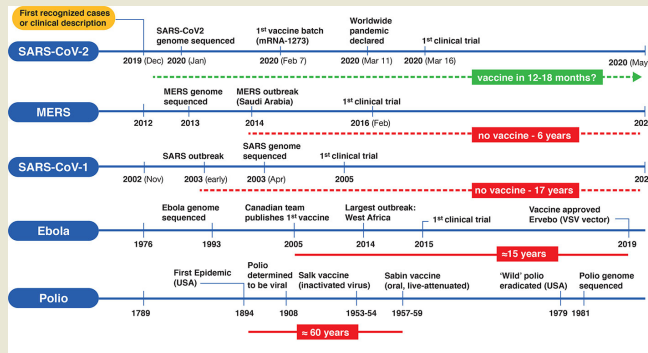 First recognized cases
or clinical description
SARS-CoV2
genome sequenced
1st vaccine batch
(mRNA-1273)
Worldwide
pandemic
declared
1st clinical trial
SARS-CoV-2
2019 (Dec)
2020 (Jan)
2020 (Feb 7)
2020 (Mar 11)
2020 (Mar 16)
2020 (May
vaccine in 12-18 months?
MERS genome
sequenced
MERS outbreak
(Saudi Arabia)
1st clinical trial
MERS
2012
2013
2014
2016 (Feb)
no vaccine - 6 years
SARS outbreak
SARS genome
sequenced
1st clinical trial
SARS-CoV-1
2002 (Nov)
2003 (early)
2003 (Apr)
2005
no vaccine - 17 years
Ebola genome
sequenced
Canadian team
publishes 1st vaccine
Largest outbreak:
West Africa
1st clinical trial
Vaccine approved
Ervebo (VSV vector)
Ebola
1976
1993
2005
2014
2015
2019
≈15 years
First Epidemic
(USA)
Polio
determined
to be viral
Salk vaccine
(inactivated virus)
Sabin vaccine
(oral, live-attenuated)
‘Wild’ polio
eradicated (USA)
Polio genome
sequenced
Polio
1789
1894
1908
1953-54
1957-59
1979
1981
≈ 60 years